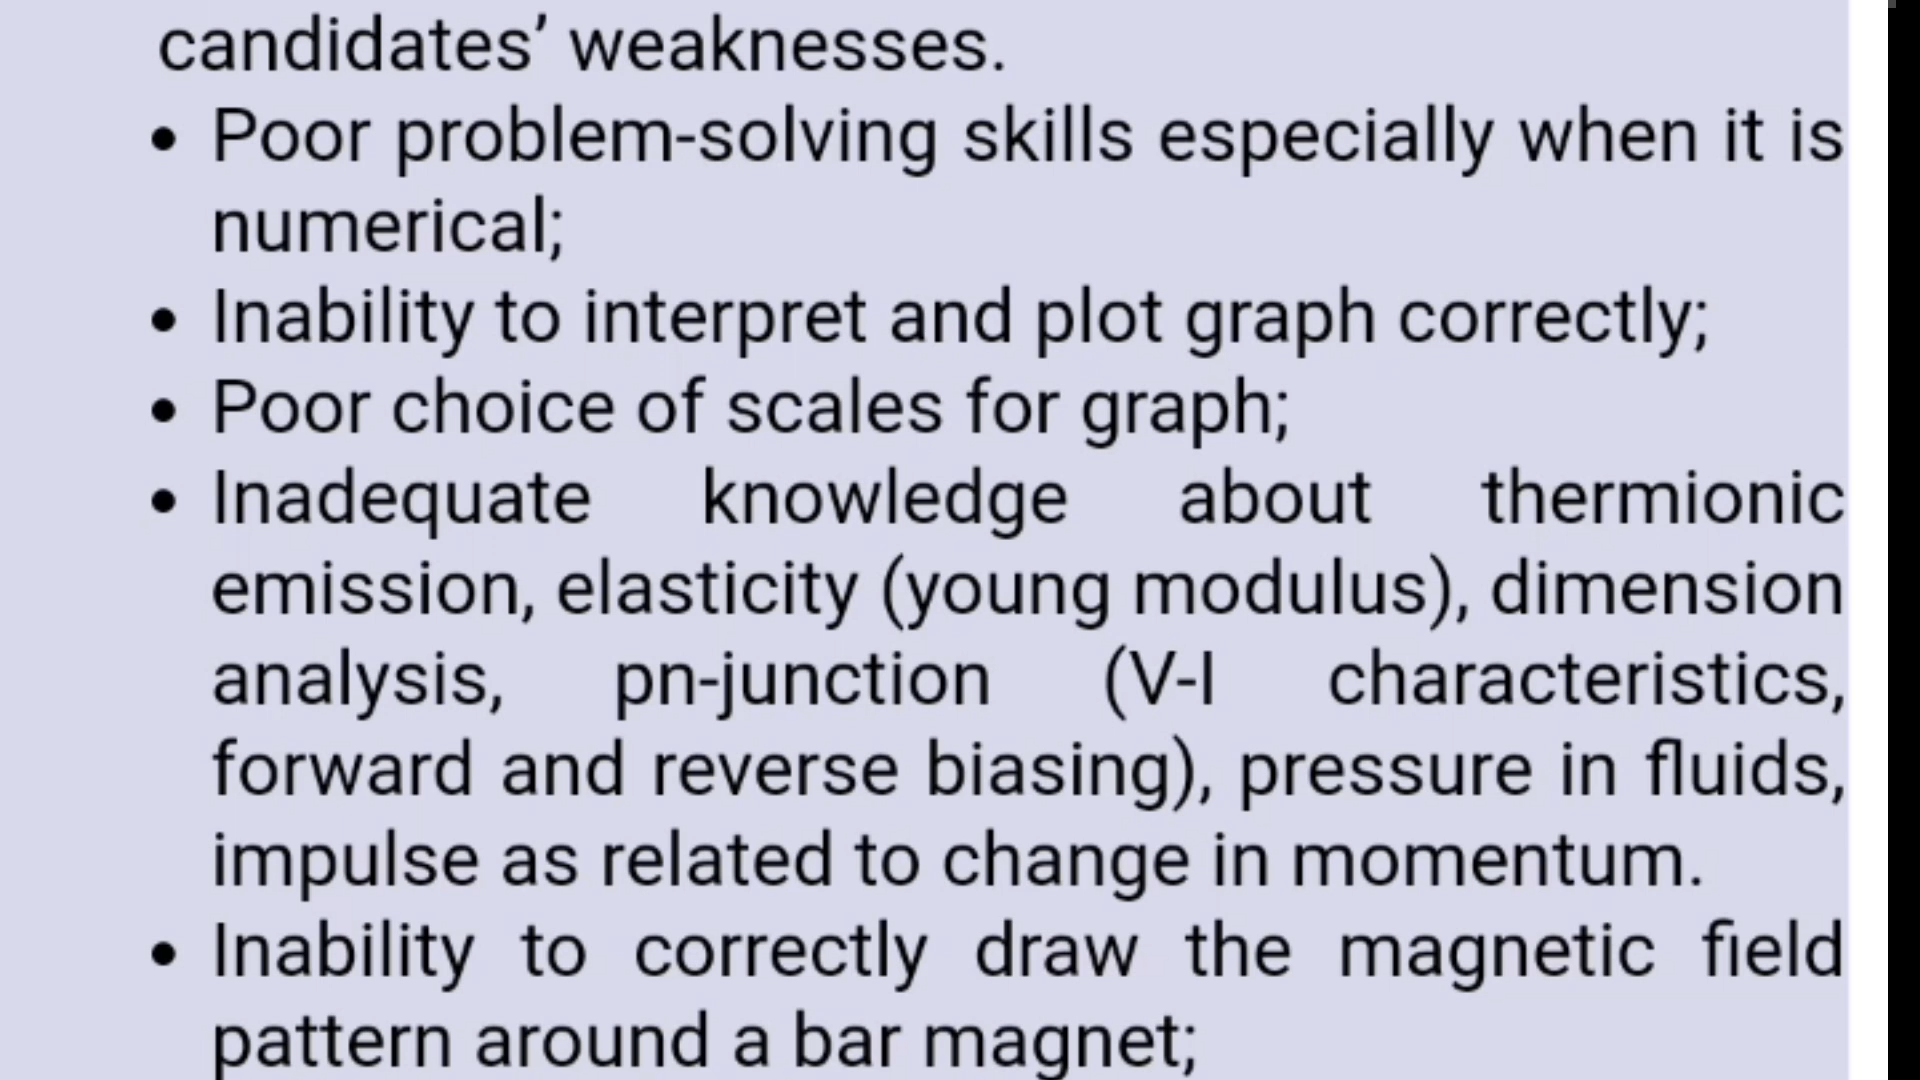 candidates’ weaknesses.
• Poor problem-solving skills especially when it is
numerical;
• Inability to interpret and plot graph correctly;
• Poor choice of scales for graph;
• Inadequate knowledge about thermionic
emission, elasticity (young modulus), dimension
analysis, pn-junction (V-I characteristics,
forward and reverse biasing), pressure in fluids,
impulse as related to change in momentum.
• Inability to correctly draw the magnetic field
pattern around a bar magnet;